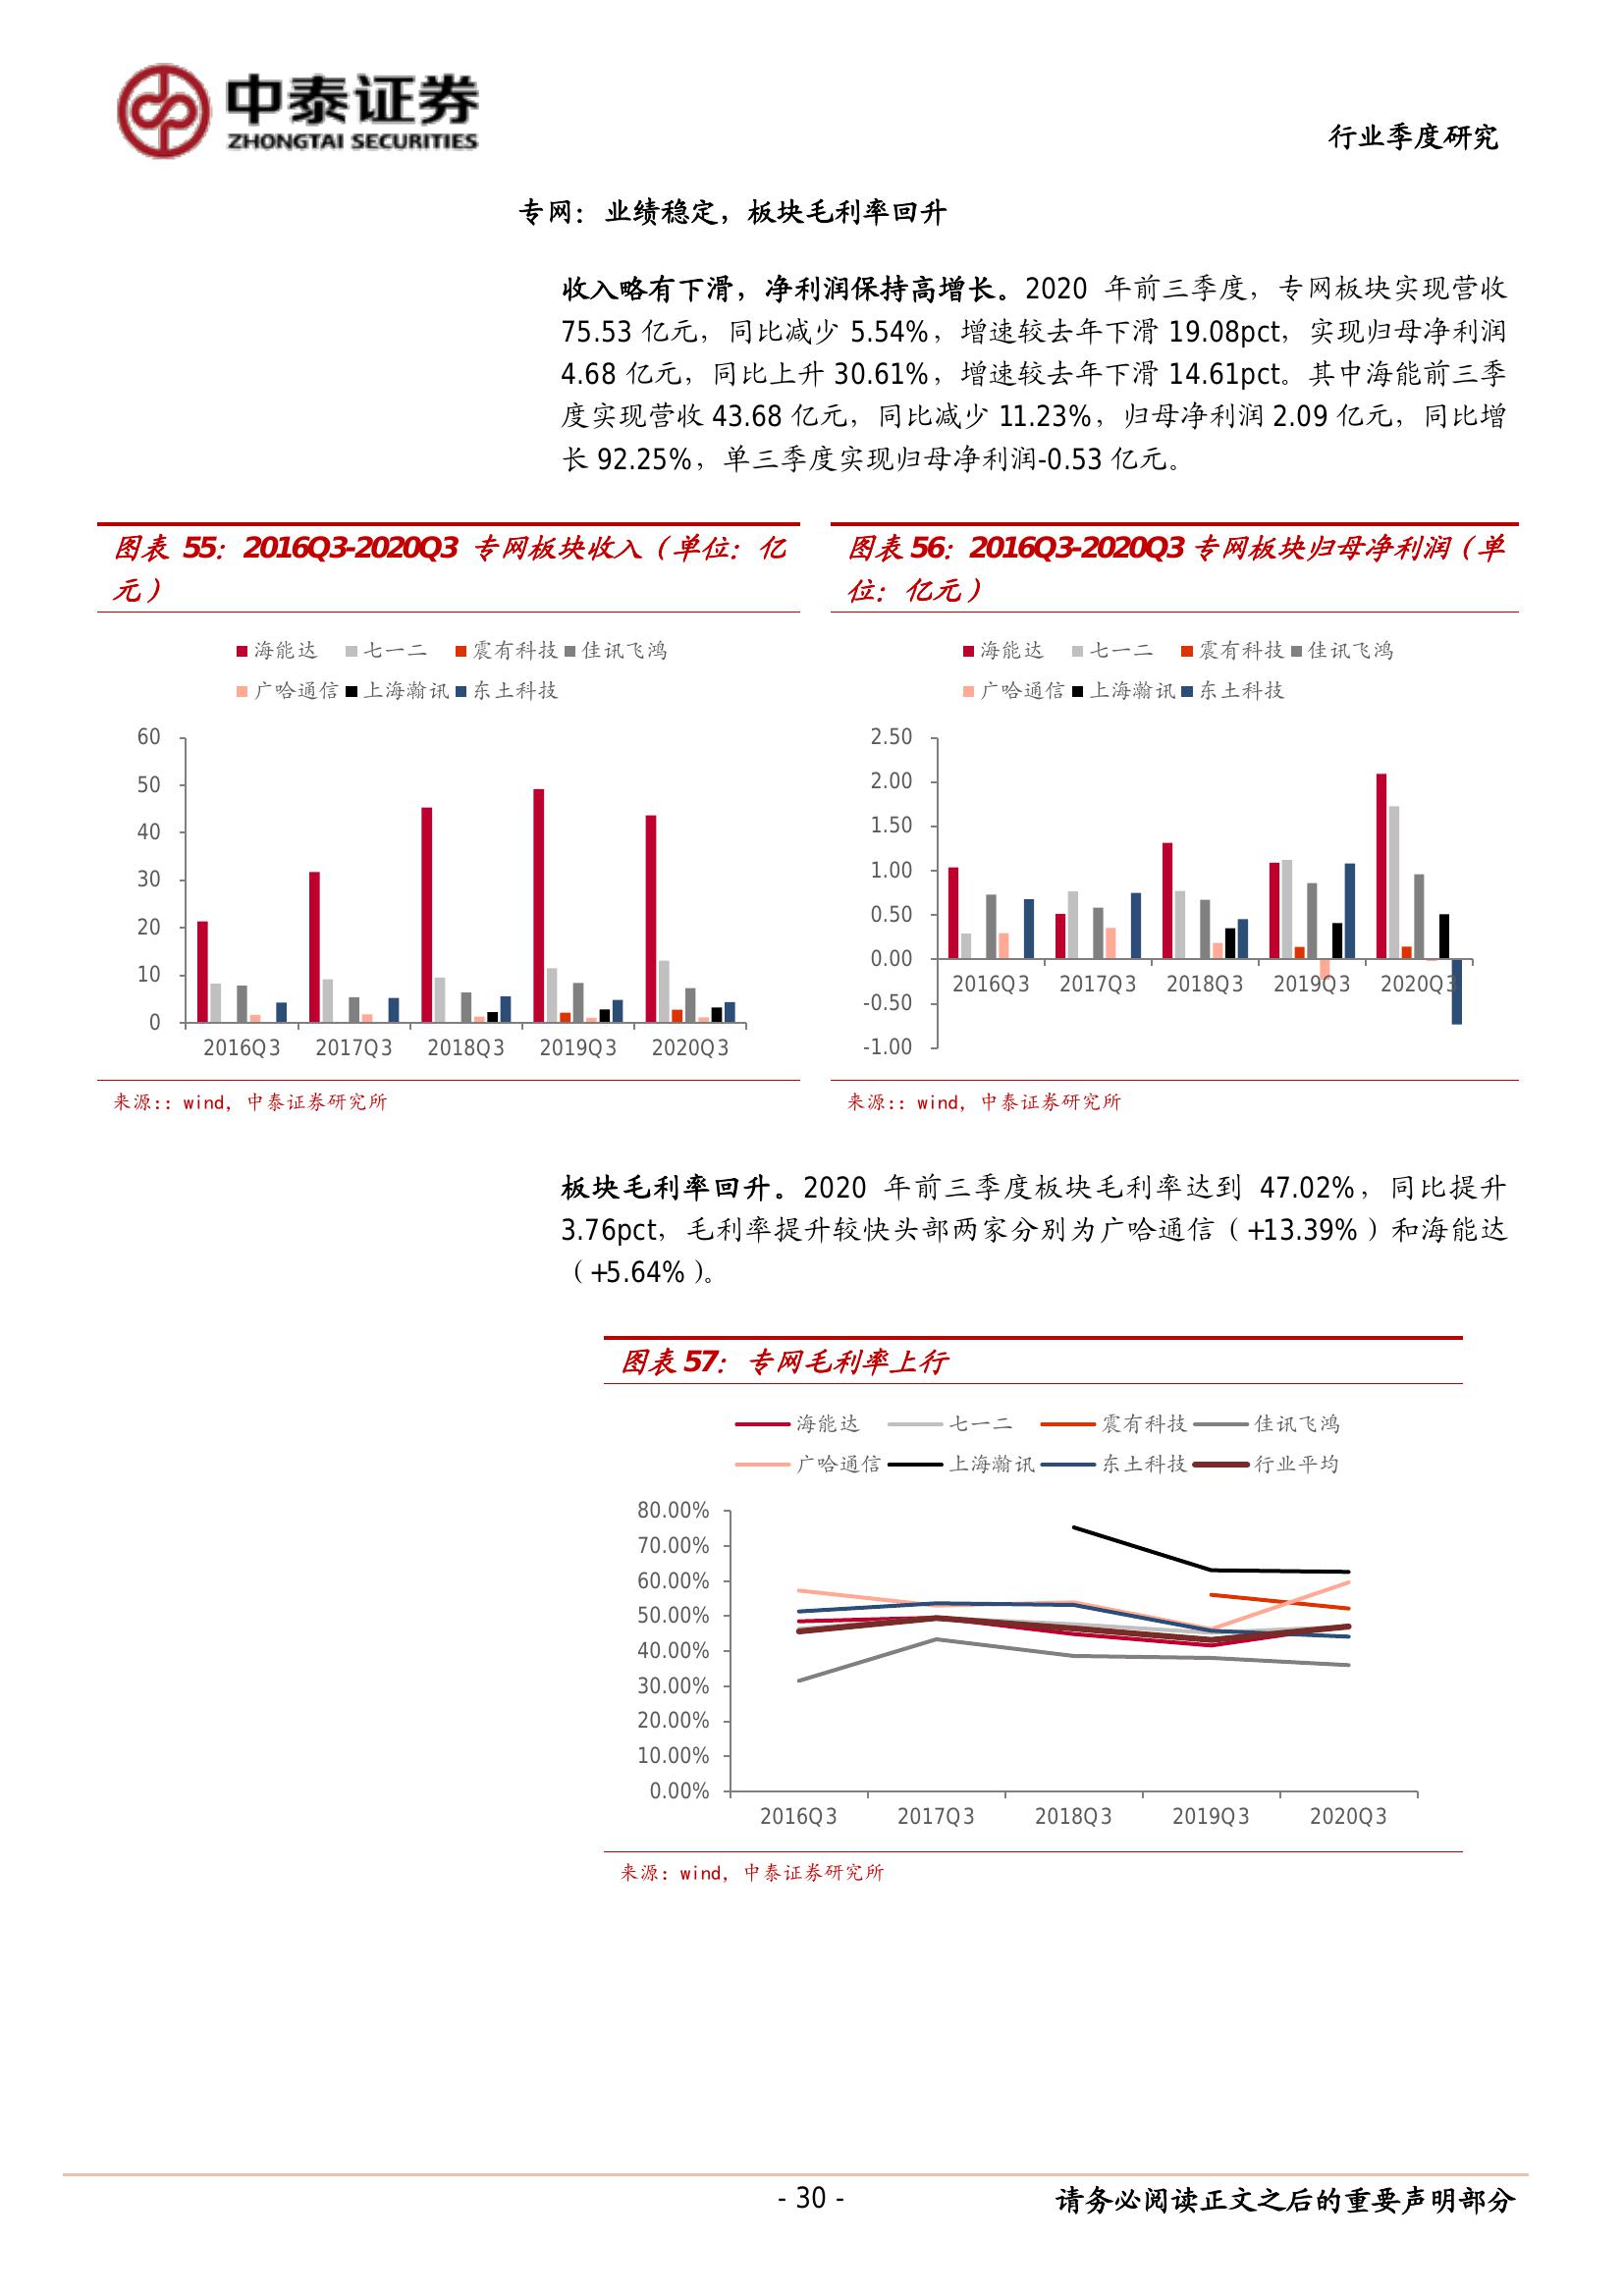 中泰证券
ZHONGTAI SECURITIES
行业季度研究
专网：业绩稳定，板块毛利率回升
收入略有下滑，净利润保持高增长。2020 年前三季度，专网板块实现营收
75.53 亿元，同比减少 5.54%，增速较去年下滑 19.08pct，实现归母净利润
4.68 亿元，同比上升 30.61%，增速较去年下滑 14.61pct。其中海能前三季
度实现营收 43.68 亿元，同比减少 11.23%，归母净利润 2.09 亿元，同比增
长 92.25%，单三季度实现归母净利润-0.53 亿元。
图表 55：2016Q3-2020Q3 专网板块收入（单位：亿
元）
海能达 七一二 震有科技 佳讯飞鸿
广哈通信 上海瀚讯 东土科技
60
50
40
30
20
10
0
2016Q3 2017Q3 2018Q3 2019Q3 2020Q3
来源:：wind，中泰证券研究所
图表 56：2016Q3-2020Q3 专网板块归母净利润（单
位：亿元）
海能达 七一二 震有科技 佳讯飞鸿
广哈通信 上海瀚讯 东土科技
2.50
2.00
1.50
1.00
0.50
0.00
-0.50
-1.00
2016Q3 2017Q3 2018Q3 2019Q3 2020Q3
来源:：wind，中泰证券研究所
板块毛利率回升。2020 年前三季度板块毛利率达到 47.02%，同比提升
3.76pct，毛利率提升较快头部两家分别为广哈通信（+13.39%）和海能达
（+5.64%）。
图表 57：专网毛利率上行
海能达 七一二 震有科技 佳讯飞鸿
广哈通信 上海瀚讯 东土科技 行业平均
80.00%
70.00%
60.00%
50.00%
40.00%
30.00%
20.00%
10.00%
0.00%
2016Q3 2017Q3 2018Q3 2019Q3 2020Q3
来源：wind，中泰证券研究所
- 30 -
请务必阅读正文之后的重要声明部分